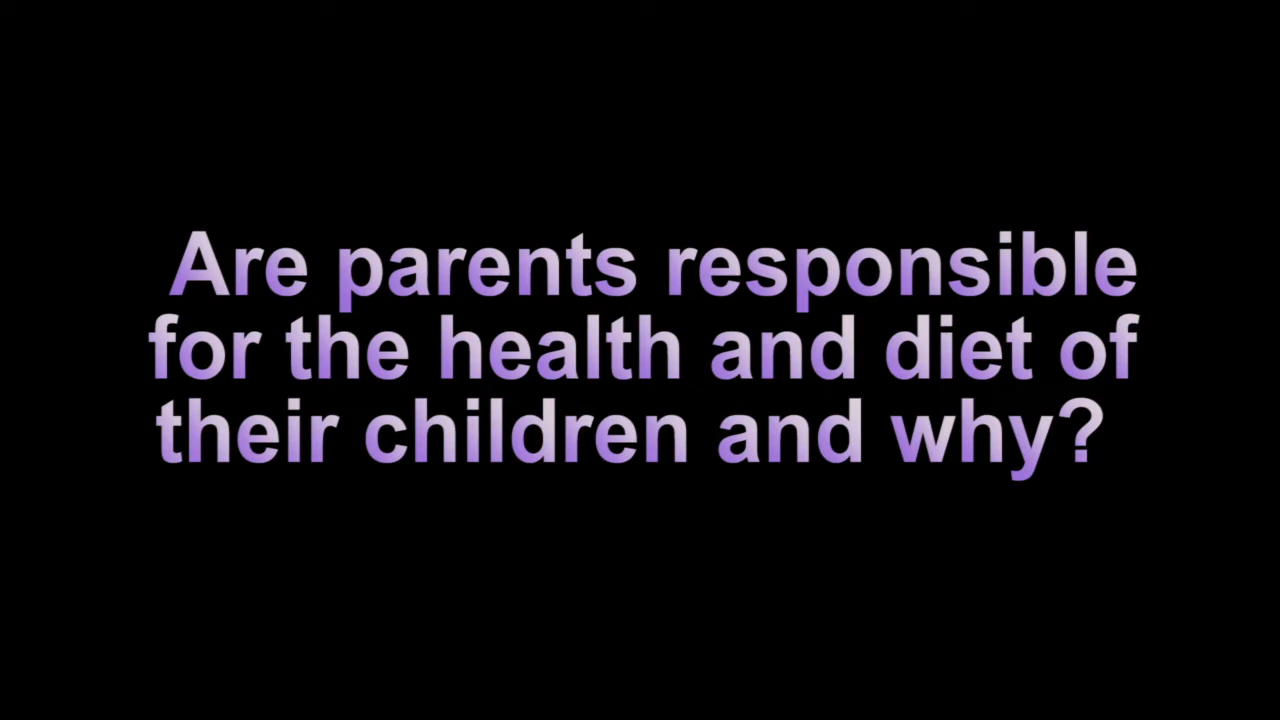 Are parents responsible
for the health and diet of
their children and why?